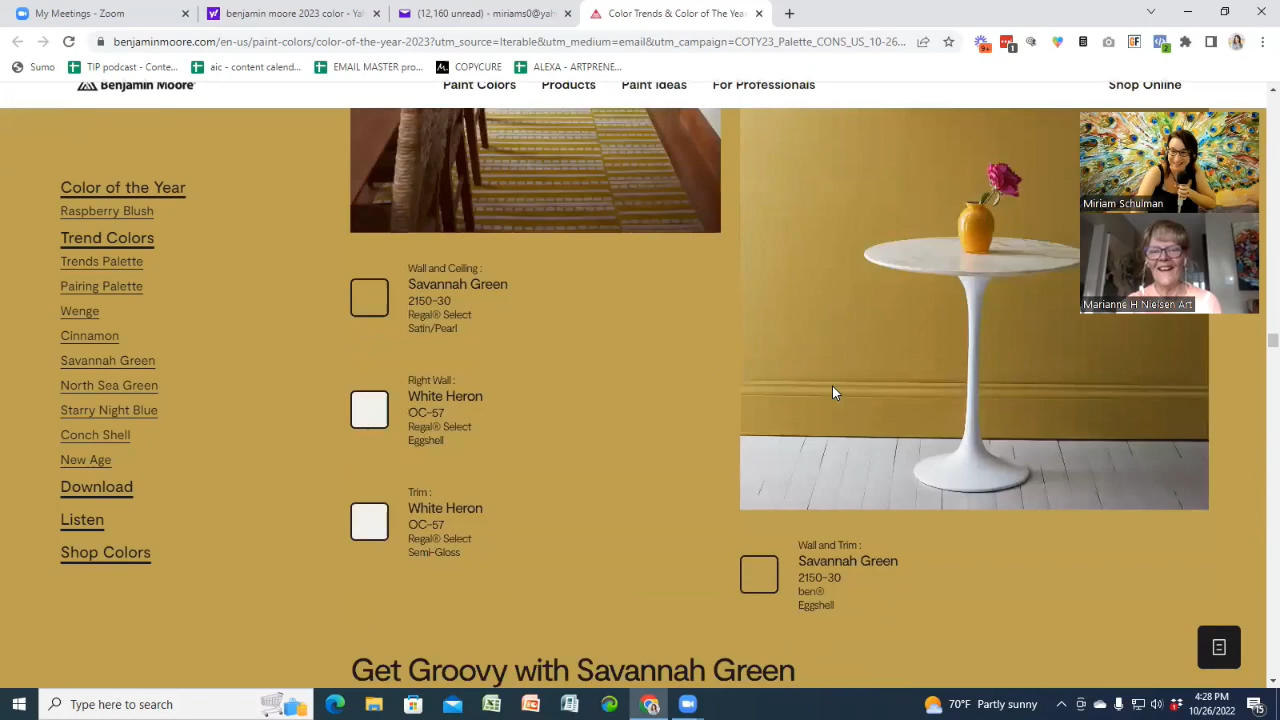 My Meetings - Zoom
benjamin moore 2023 color - Yah
(12,160 unread) - miriams0@yaho
Color Trends & Color of The Year
benjaminmoore.com/en-us/paint-colors/color-of-the-year-2023?utm_source=Iterable&utm_medium=email&utm_campaign=COTY23_Palette_CONS_US_10-26...
9+
1
2
Sumo
TIP podcast - Conte...
aic - content calend...
EMAIL MASTER pro...
COPYCURE
ALEXA - ARTPRENE...
Benjamin Moore
Paint Colors
Products
Paint Ideas
For Professionals
Shop Online
Color of the Year
Raspberry Blush
Trend Colors
Trends Palette
Pairing Palette
Wenge
Cinnamon
Savannah Green
North Sea Green
Starry Night Blue
Conch Shell
New Age
Download
Listen
Shop Colors
Wall and Ceiling :
Savannah Green
2150-30
Regal® Select
Satin/Pearl
Right Wall :
White Heron
OC-57
Regal® Select
Eggshell
Trim :
White Heron
OC-57
Regal® Select
Semi-Gloss
Wall and Trim :
Savannah Green
2150-30
ben®
Eggshell
Get Groovy with Savannah Green
Miriam Schulman
Marianne H Nielsen Art
Type here to search
70°F Partly sunny
4:28 PM
10/26/2022